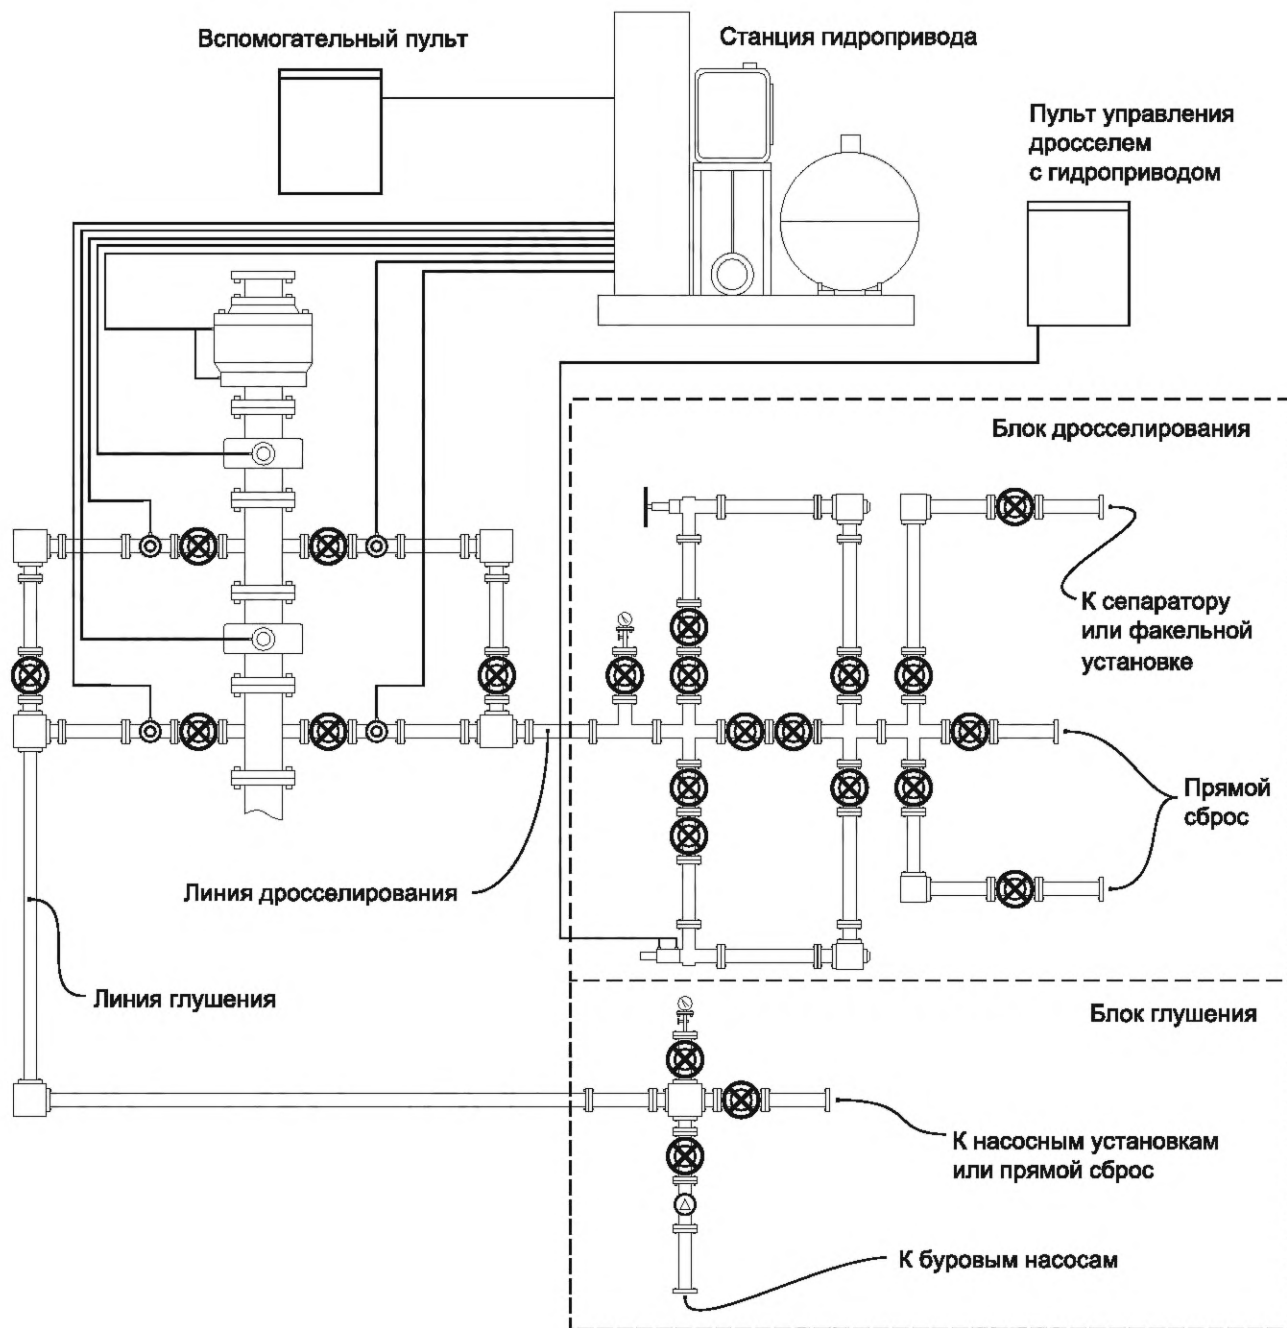 Вспомогательный пульт
Станция гидропривода
Пульт управления
дросселем
с гидроприводом
Блок дросселирования
К сепаратору
или факельной
установке
Прямой
сброс
Линия дросселирования
Линия глушения
Блок глушения
К насосным установкам
или прямой сброс
К буровым насосам